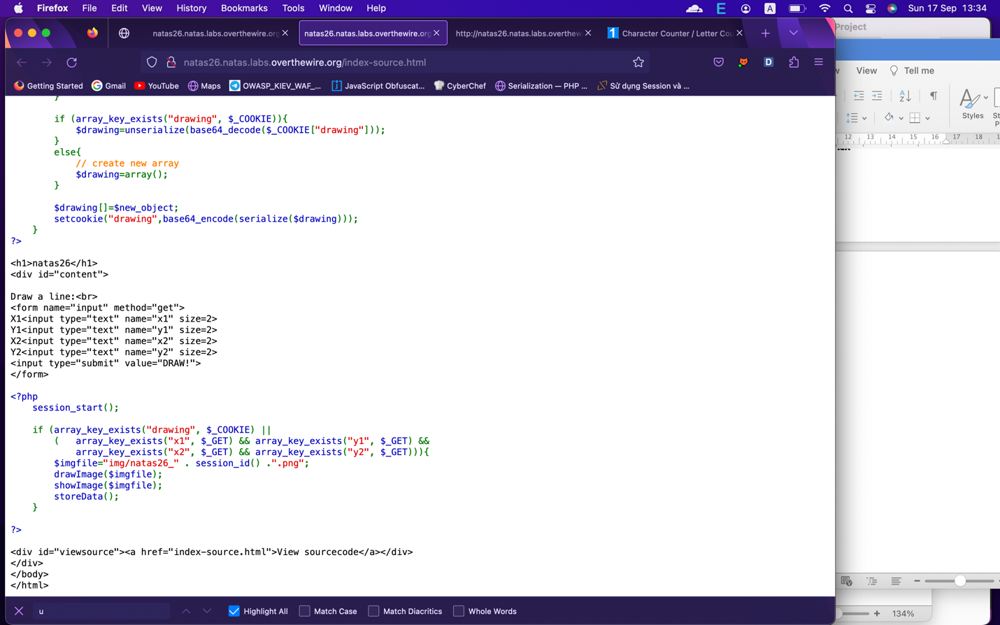 Firefox File Edit View History Bookmarks Tools Window Help
E A Sun 17 Sep 13:34
natas26.natas.labs.overthewire.org
natas26.natas.labs.overthewire.org
http://natas26.natas.labs.overthew
1 Character Counter / Letter Cou
Project
natas26.natas.labs.overthewire.org/index-source.html
D
View Tell me
Getting Started Gmail YouTube Maps OWASP_KIEV_WAF_... JavaScript Obfuscat... CyberChef Serialization — PHP ... Sử dụng Session và ...
Styles
12 13 14 15 16 17 18
}
if (array_key_exists("drawing", $_COOKIE)){
$drawing=unserialize(base64_decode($_COOKIE["drawing"]));
}
else{
// create new array
$drawing=array();
}
$drawing[]=$new_object;
setcookie("drawing",base64_encode(serialize($drawing)));
}
?>
<h1>natas26</h1>
<div id="content">
Draw a line:<br>
<form name="input" method="get">
X1<input type="text" name="x1" size=2>
Y1<input type="text" name="y1" size=2>
X2<input type="text" name="x2" size=2>
Y2<input type="text" name="y2" size=2>
<input type="submit" value="DRAW!">
</form>
<?php
session_start();
if (array_key_exists("drawing", $_COOKIE) ||
( array_key_exists("x1", $_GET) && array_key_exists("y1", $_GET) &&
array_key_exists("x2", $_GET) && array_key_exists("y2", $_GET))){
$imgfile="img/natas26_" . session_id() .".png";
drawImage($imgfile);
showImage($imgfile);
storeData();
}
?>
<div id="viewsource"><a href="index-source.html">View sourcecode</a></div>
</div>
</body>
</html>
u
Highlight All Match Case Match Diacritics Whole Words
134%